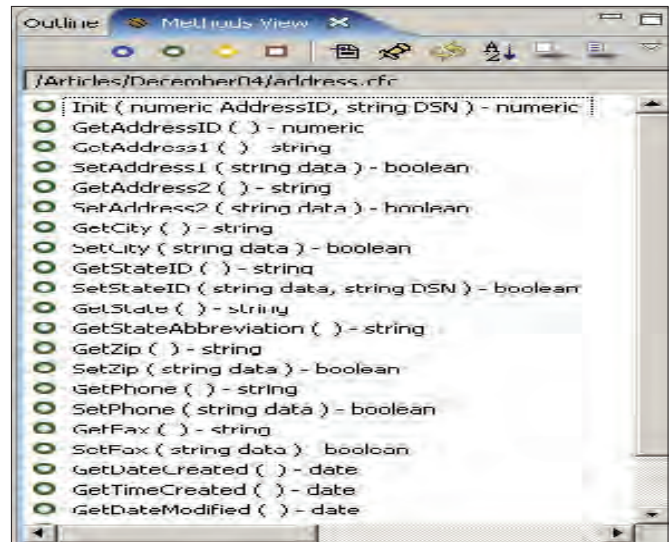 Outline Methods View
/Articles/December04/address.cfc
Init ( numeric AddressID, string DSN ) - numeric
GetAddressID ( ) - numeric
GetAddress1 ( ) - string
SetAddress1 ( string data ) - boolean
GetAddress2 ( ) - string
SetAddress2 ( string data ) - boolean
GetCity ( ) - string
SetCity ( string data ) - boolean
GetStateID ( ) - string
SetStateID ( string data, string DSN ) - boolean
GetState ( ) - string
GetStateAbbreviation ( ) - string
GetZip ( ) - string
SetZip ( string data ) - boolean
GetPhone ( ) - string
SetPhone ( string data ) - boolean
GetFax ( ) - string
SetFax ( string data ) - boolean
GetDateCreated ( ) - date
GetTimeCreated ( ) - date
GetDateModified ( ) - date